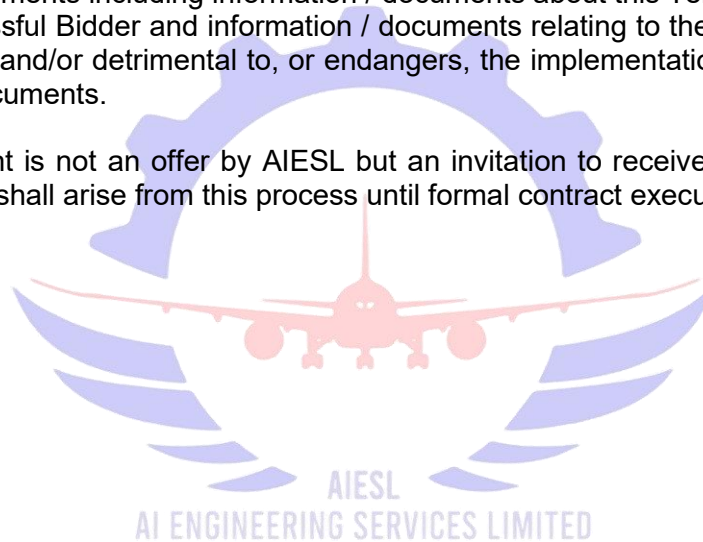 ments including information / documents about this
sful Bidder and information / documents relating to the
and/or detrimental to, or endangers, the implementatio
cuments.
nt is not an offer by AIESL but an invitation to receive
shall arise from this process until formal contract execu
AIESL
AI ENGINEERING SERVICES LIMITED